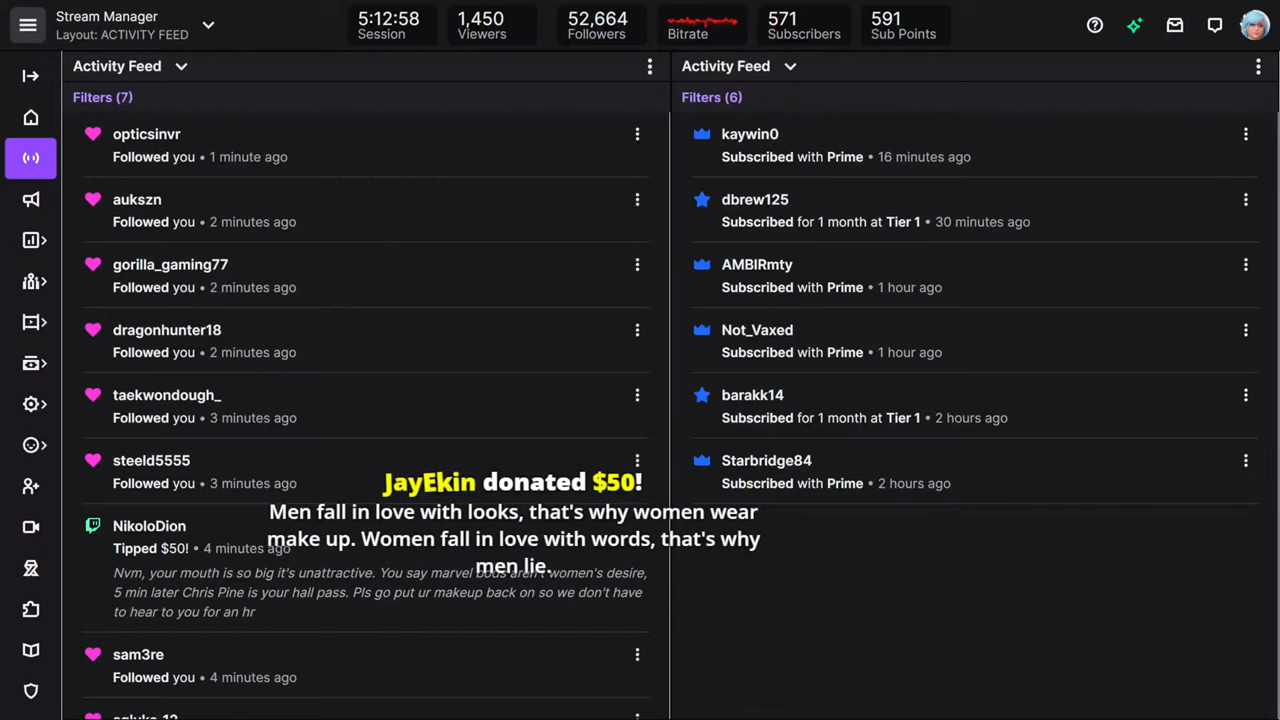 Stream Manager
Layout: ACTIVITY FEED
5:12:58
Session
1,450
Viewers
52,664
Followers
Bitrate
571
Subscribers
591
Sub Points
Activity Feed
Filters (7)
opticsinvr
Followed you • 1 minute ago
aukszn
Followed you • 2 minutes ago
gorilla_gaming77
Followed you • 2 minutes ago
dragonhunter18
Followed you • 2 minutes ago
taekwondough_
Followed you • 3 minutes ago
steeld5555
Followed you • 3 minutes ago
NikoloDion
Tipped $50! • 4 minutes ago
Nvm, your mouth is so big it's unattractive. You say marvel bods aren't women's desire,
5 min later Chris Pine is your hall pass. Pls go put ur makeup back on so we don't have
to hear to you for an hr
sam3re
Followed you • 4 minutes ago
JayEkin donated $50!
Men fall in love with looks, that's why women wear
make up. Women fall in love with words, that's why
men lie.
Activity Feed
Filters (6)
kaywin0
Subscribed with Prime • 16 minutes ago
dbrew125
Subscribed for 1 month at Tier 1 • 30 minutes ago
AMBIRmty
Subscribed with Prime • 1 hour ago
Not_Vaxed
Subscribed with Prime • 1 hour ago
barakk14
Subscribed for 1 month at Tier 1 • 2 hours ago
Starbridge84
Subscribed with Prime • 2 hours ago